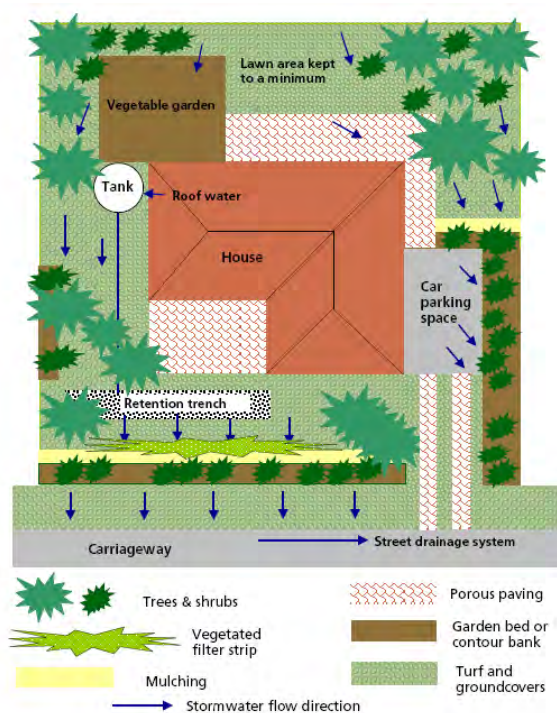 Lawn area kept
to a minimum
Vegetable garden
Tank
Roof water
House
Car
parking
space
Retention trench
Carriageway
Street drainage system
Trees & shrubs
Porous paving
Vegetated
filter strip
Garden bed or
contour bank
Mulching
Turf and
groundcovers
Stormwater flow direction